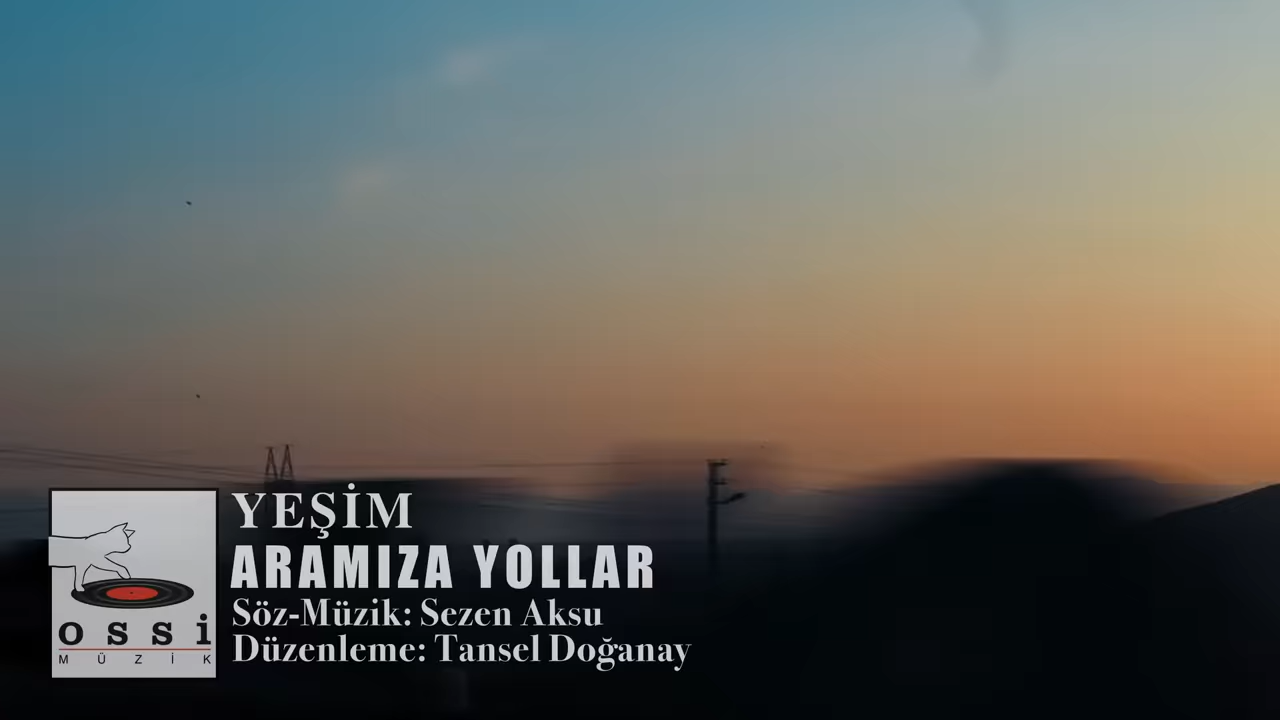 YEŞİM
ARAMIZA YOLLAR
Söz-Müzik: Sezen Aksu
Düzenleme: Tansel Doğanay
ossi
MÜZİK